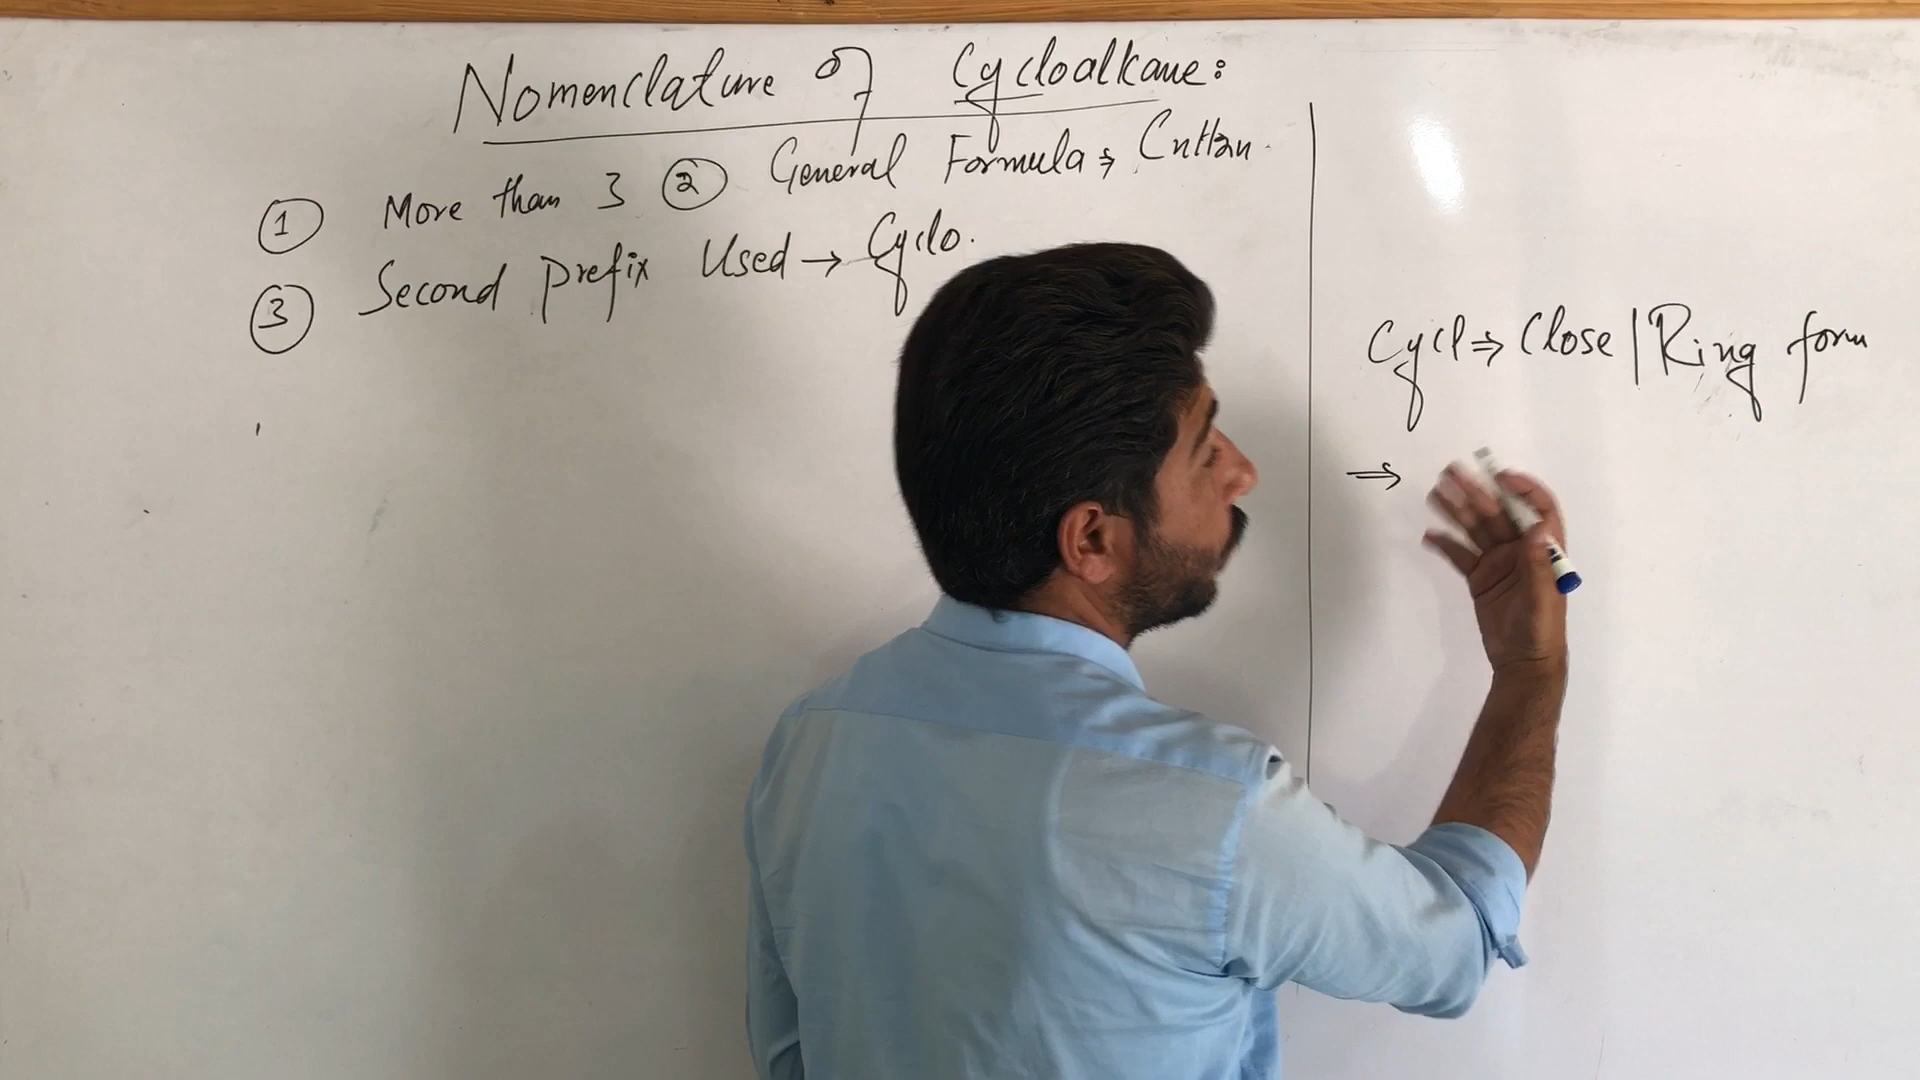 Nomenclature of Cycloalkane:
① More than 3 ② General Formula ⇒ CnH2n.
③ Second prefix Used → Cyclo.
Cycl ⇒ Close | Ring form
⇒